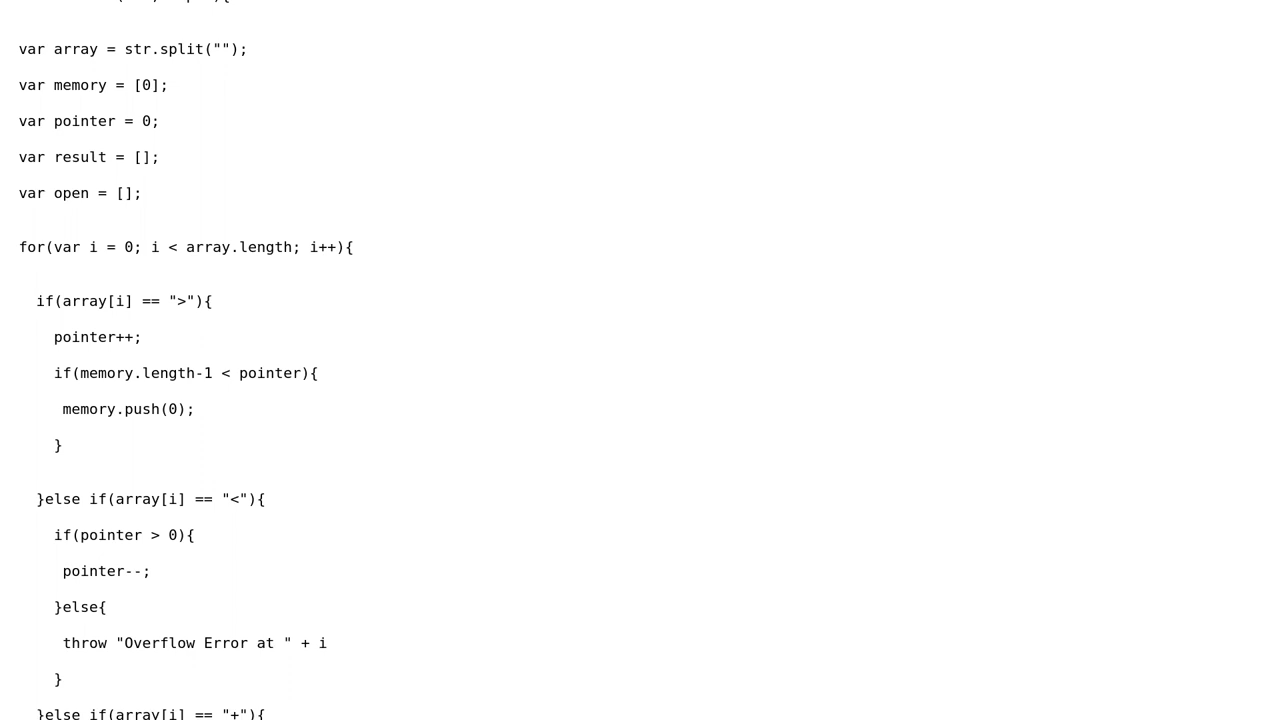 var array = str.split("");
var memory = [0];
var pointer = 0;
var result = [];
var open = [];
for(var i = 0; i < array.length; i++){
if(array[i] == ">"){
pointer++;
if(memory.length-1 < pointer){
memory.push(0);
}
}else if(array[i] == "<"){
if(pointer > 0){
pointer--;
}else{
throw "Overflow Error at " + i
}
}else if(array[i] == "+"){